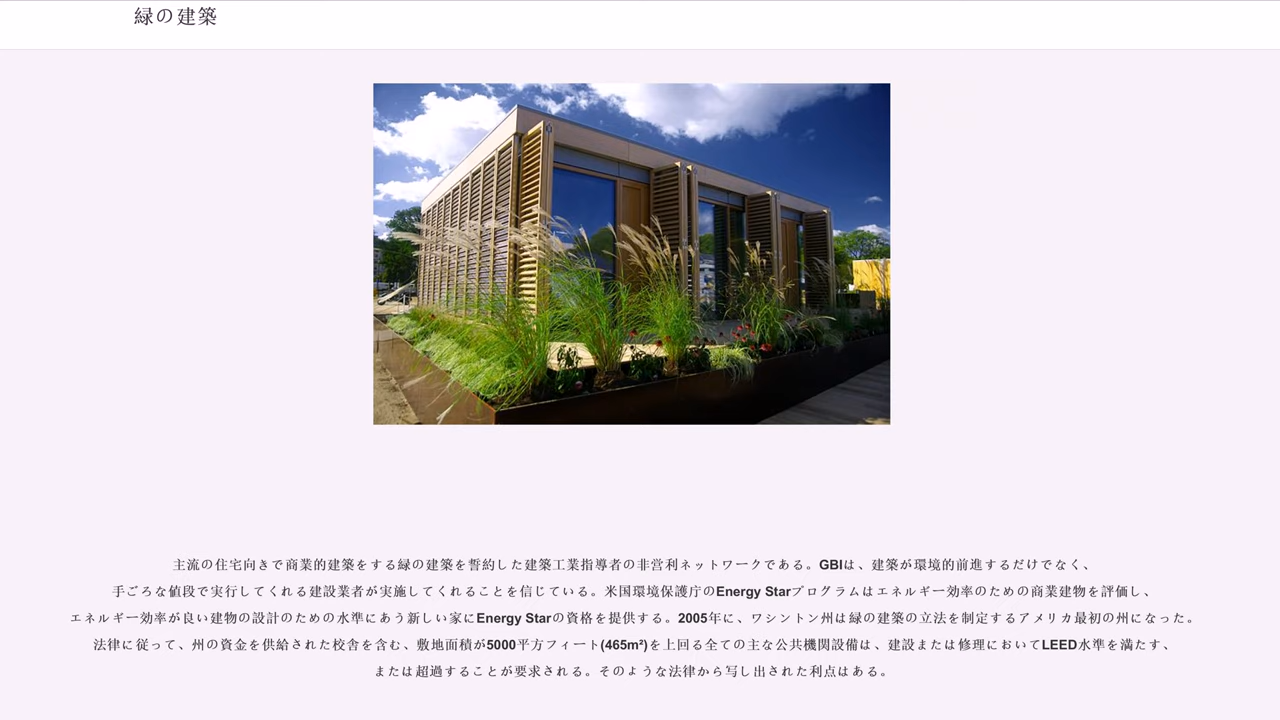 緑の建築
主流の住宅向きで商業的建築をする緑の建築を誓約した建築工業指導者の非営利ネットワークである。GBIは、建築が環境的前進するだけでなく、
手ごろな値段で実行してくれる建設業者が実施してくれることを信じている。米国環境保護庁のEnergy Starプログラムはエネルギー効率のための商業建物を評価し、
エネルギー効率が良い建物の設計のための水準にあう新しい家にEnergy Starの資格を提供する。2005年に、ワシントン州は緑の建築の立法を制定するアメリカ最初の州になった。
法律に従って、州の資金を供給された校舎を含む、敷地面積が5000平方フィート(465m²)を上回る全ての主な公共機関設備は、建設または修理においてLEED水準を満たす、
または超過することが要求される。そのような法律から写し出された利点はある。